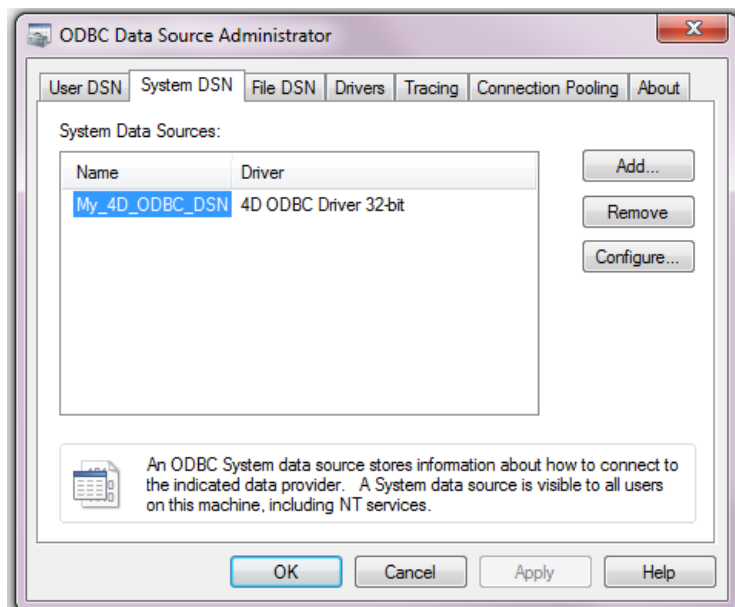 ODBC Data Source Administrator
X
User DSN System DSN File DSN Drivers Tracing Connection Pooling About
System Data Sources:
Name Driver Add...
My_4D_ODBC_DSN 4D ODBC Driver 32-bit Remove
Configure...
An ODBC System data source stores information about how to connect to
the indicated data provider. A System data source is visible to all users
on this machine, including NT services.
OK Cancel Apply Help